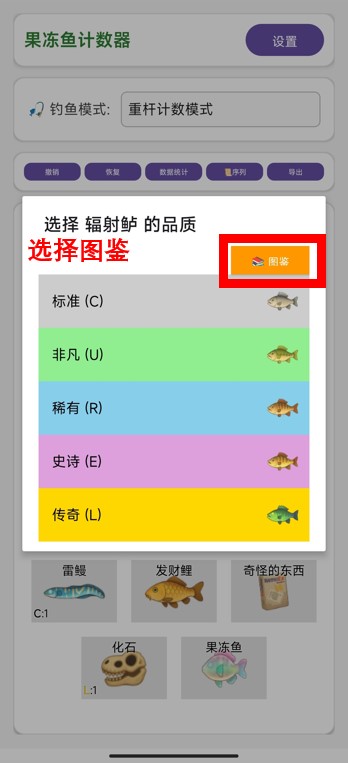 果冻鱼计数器
设置
钓鱼模式:
重杆计数模式
撤销
恢复
数据统计
序列
导出
选择 辐射鲈 的品质
选择图鉴
图鉴
标准 (C)
非凡 (U)
稀有 (R)
史诗 (E)
传奇 (L)
雷鳗
发财鲤
奇怪的东西
C:1
化石
果冻鱼
L:1